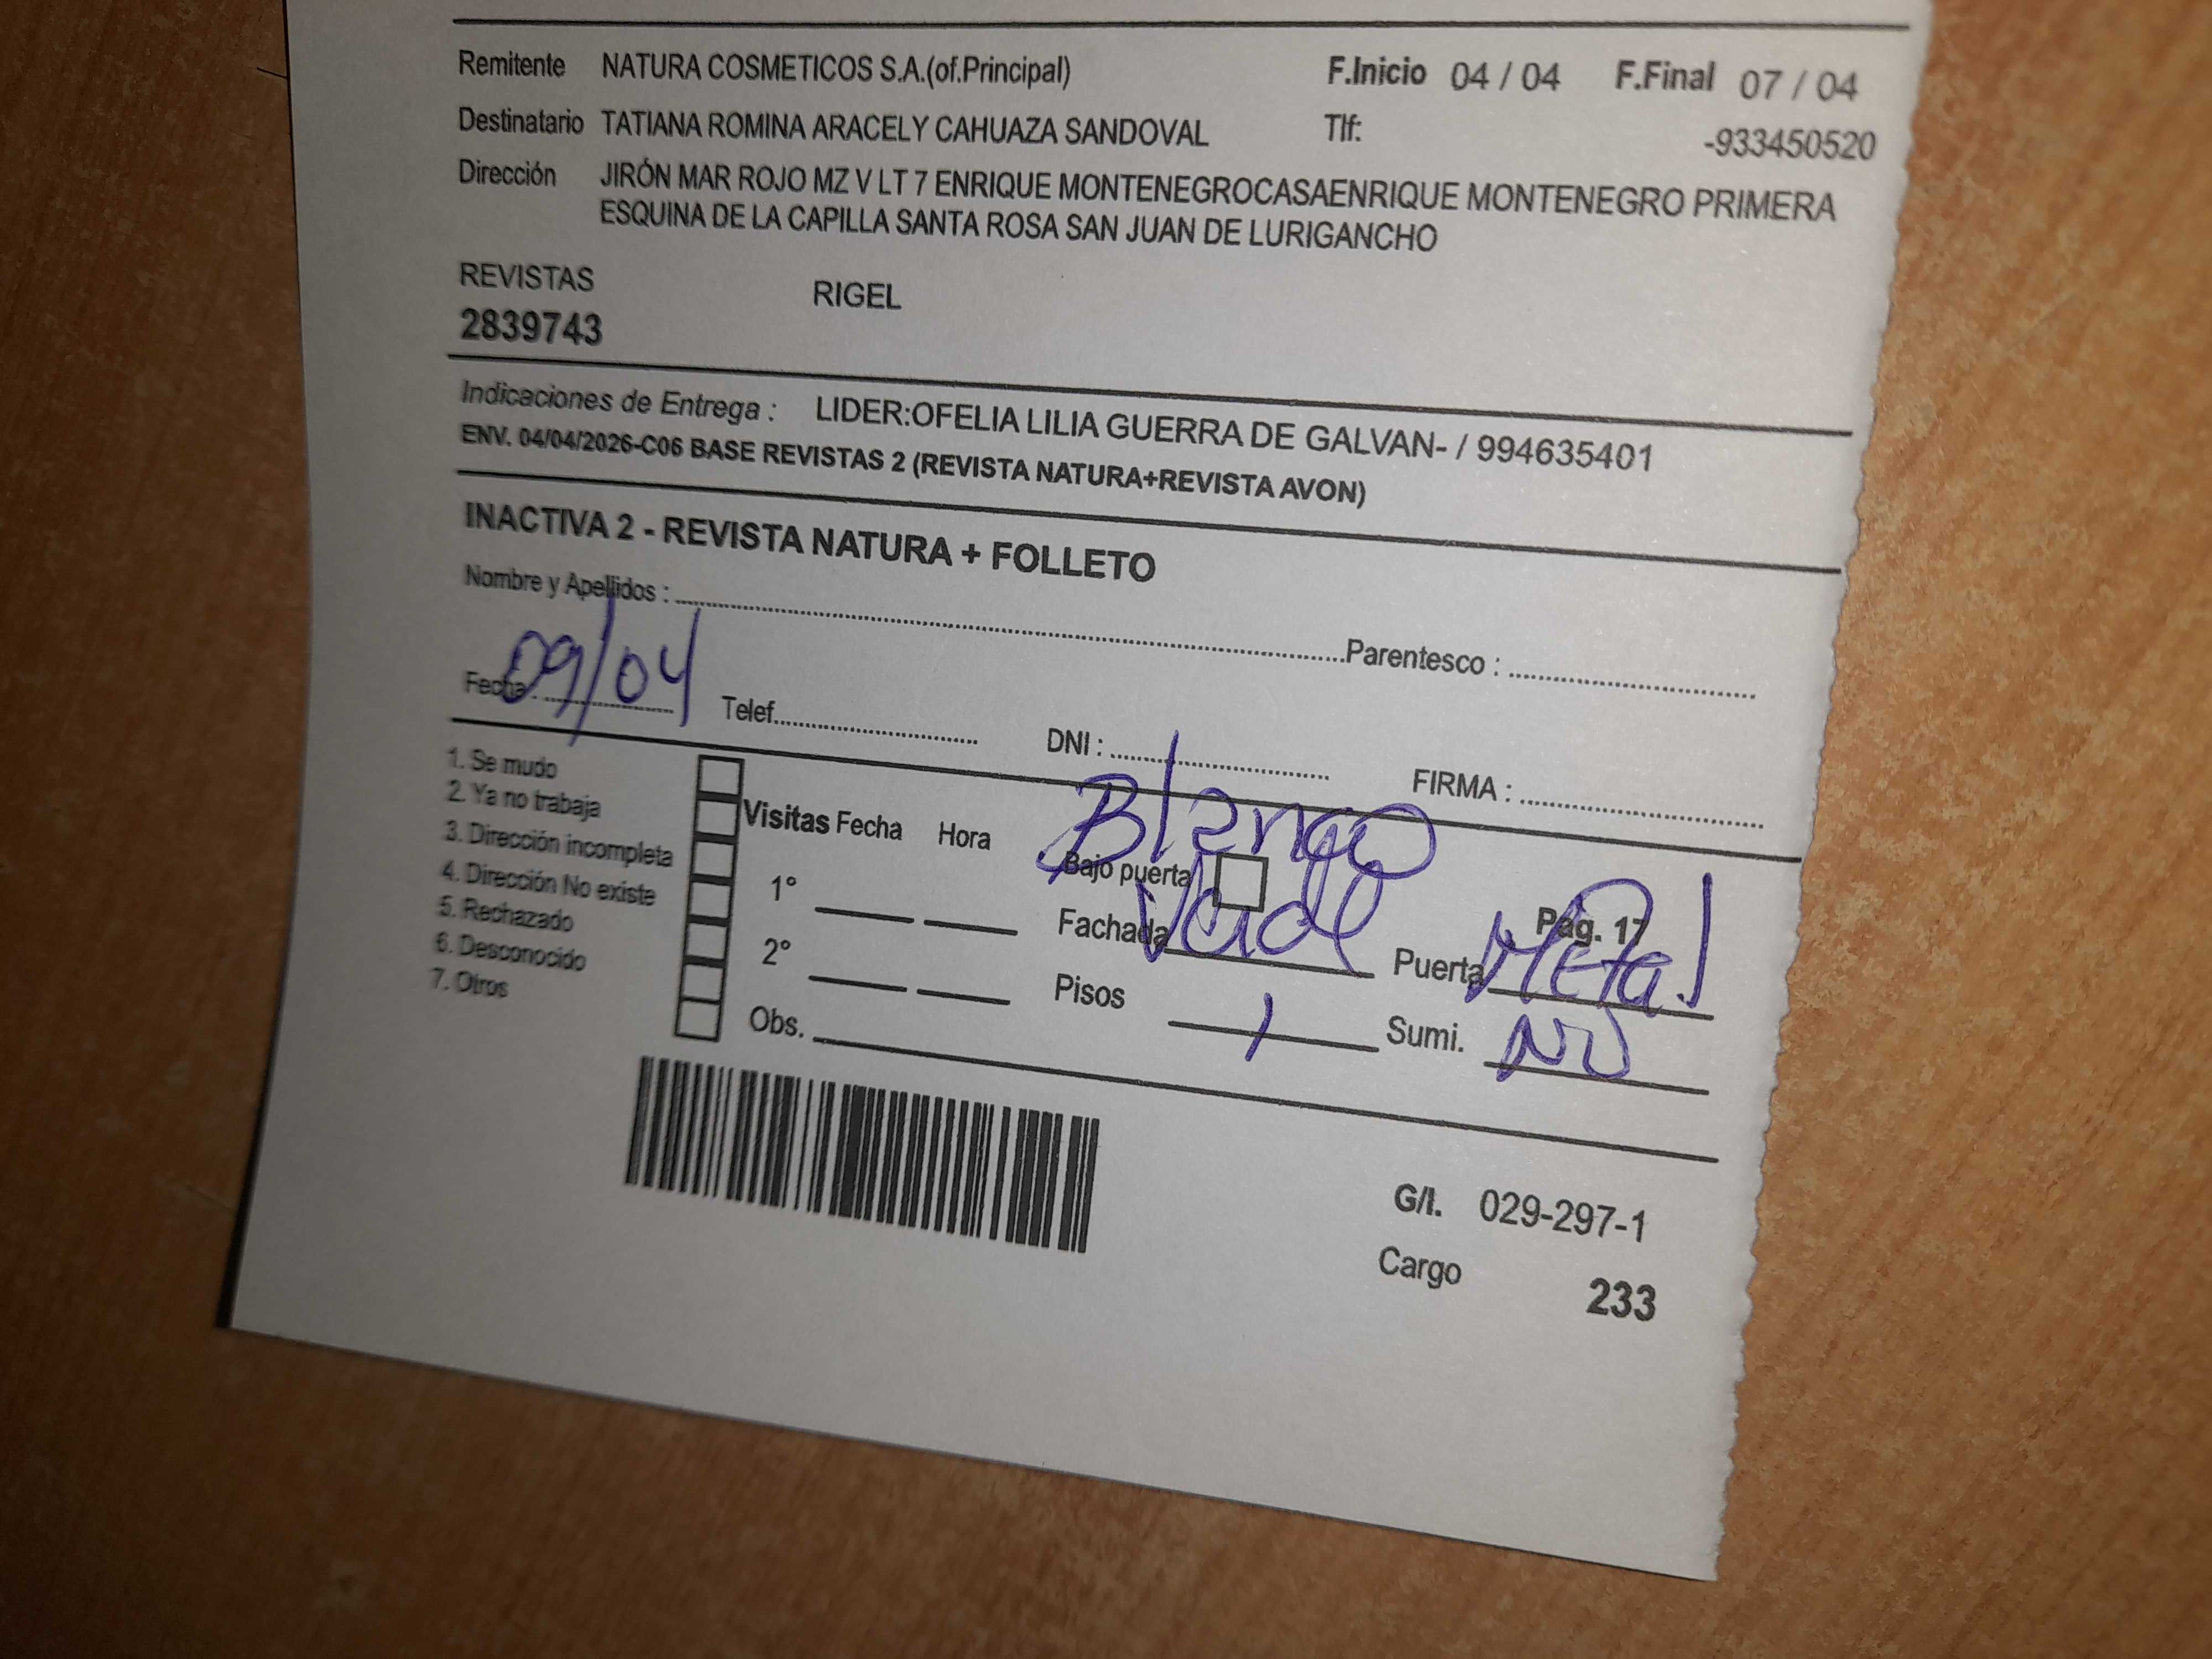 Remitente NATURA COSMETICOS S.A.(of.Principal) F.Inicio 04 / 04 F.Final 07 / 04
Destinatario TATIANA ROMINA ARACELY CAHUAZA SANDOVAL Tlf: -933450520
Dirección JIRÓN MAR ROJO MZ V LT 7 ENRIQUE MONTENEGROCASAENRIQUE MONTENEGRO PRIMERA
ESQUINA DE LA CAPILLA SANTA ROSA SAN JUAN DE LURIGANCHO
REVISTAS RIGEL
2839743
Indicaciones de Entrega : LIDER:OFELIA LILIA GUERRA DE GALVAN- / 994635401
ENV. 04/04/2026-C06 BASE REVISTAS 2 (REVISTA NATURA+REVISTA AVON)
INACTIVA 2 - REVISTA NATURA + FOLLETO
Nombre y Apellidos : Parentesco :
Fecha: 09/04 Telef. DNI : FIRMA :
1. Se mudo
2. Ya no trabaja
3. Dirección incompleta
4. Dirección No existe
5. Rechazado
6. Desconocido
7. Otros
Visitas Fecha Hora
1°
2°
Obs.
Blanco
Bajo puerta
Fachada Verde
Pag. 17
Puerta Metal
Pisos 1 Sumi. NO
G/I. 029-297-1
Cargo 233